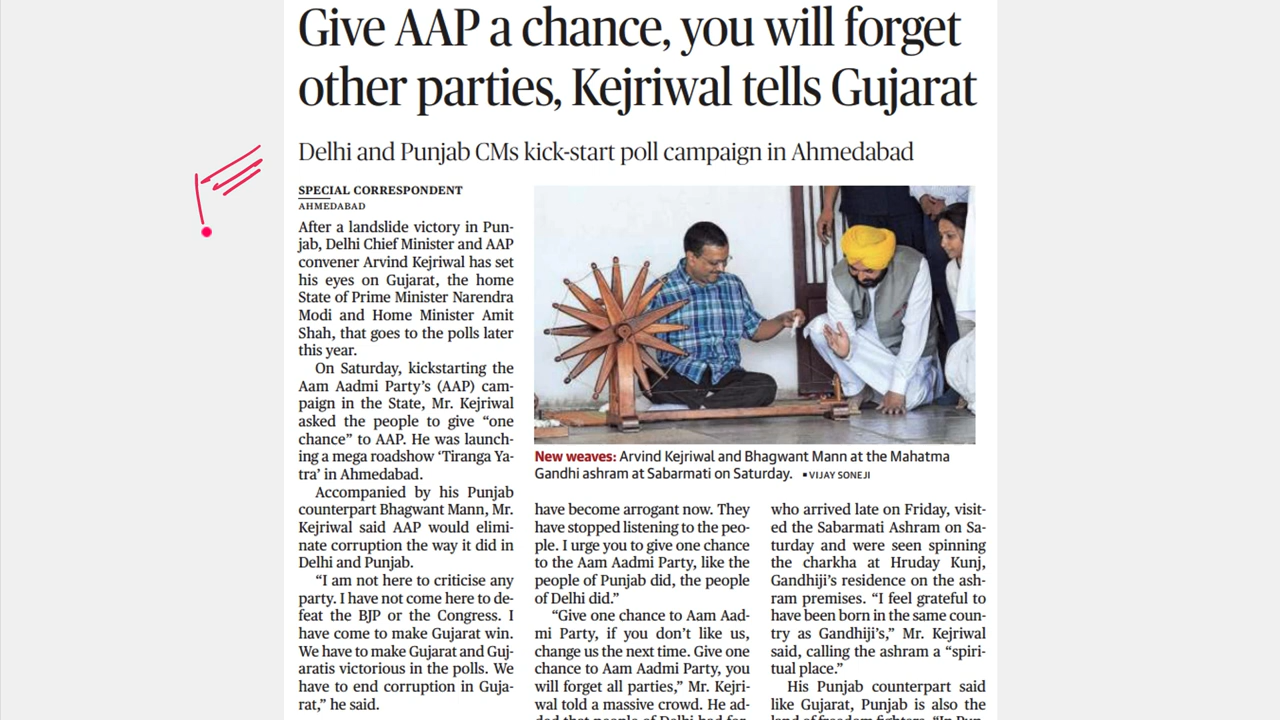 Give AAP a chance, you will forget
other parties, Kejriwal tells Gujarat
Delhi and Punjab CMs kick-start poll campaign in Ahmedabad
SPECIAL CORRESPONDENT
AHMEDABAD
After a landslide victory in Pun-
jab, Delhi Chief Minister and AAP
convener Arvind Kejriwal has set
his eyes on Gujarat, the home
State of Prime Minister Narendra
Modi and Home Minister Amit
Shah, that goes to the polls later
this year.
On Saturday, kickstarting the
Aam Aadmi Party's (AAP) cam-
paign in the State, Mr. Kejriwal
asked the people to give “one
chance” to AAP. He was launch-
ing a mega roadshow ‘Tiranga Ya-
tra’ in Ahmedabad.
Accompanied by his Punjab
counterpart Bhagwant Mann, Mr.
Kejriwal said AAP would elimi-
nate corruption the way it did in
Delhi and Punjab.
“I am not here to criticise any
party. I have not come here to de-
feat the BJP or the Congress. I
have come to make Gujarat win.
We have to make Gujarat and Guj-
aratis victorious in the polls. We
have to end corruption in Guja-
rat,” he said.
New weaves: Arvind Kejriwal and Bhagwant Mann at the Mahatma
Gandhi ashram at Sabarmati on Saturday. ▪ VIJAY SONEJI
have become arrogant now. They
have stopped listening to the peo-
ple. I urge you to give one chance
to the Aam Aadmi Party, like the
people of Punjab did, the people
of Delhi did.”
“Give one chance to Aam Aad-
mi Party, if you don’t like us,
change us the next time. Give one
chance to Aam Aadmi Party, you
will forget all parties,” Mr. Kejri-
wal told a massive crowd. He ad-
ded that people of Delhi had for-
who arrived late on Friday, visit-
ed the Sabarmati Ashram on Sa-
turday and were seen spinning
the charkha at Hruday Kunj,
Gandhiji’s residence on the ash-
ram premises. “I feel grateful to
have been born in the same coun-
try as Gandhiji’s,” Mr. Kejriwal
said, calling the ashram a “spiri-
tual place.”
His Punjab counterpart said
like Gujarat, Punjab is also the
land of freedom fighters. “In Pun-